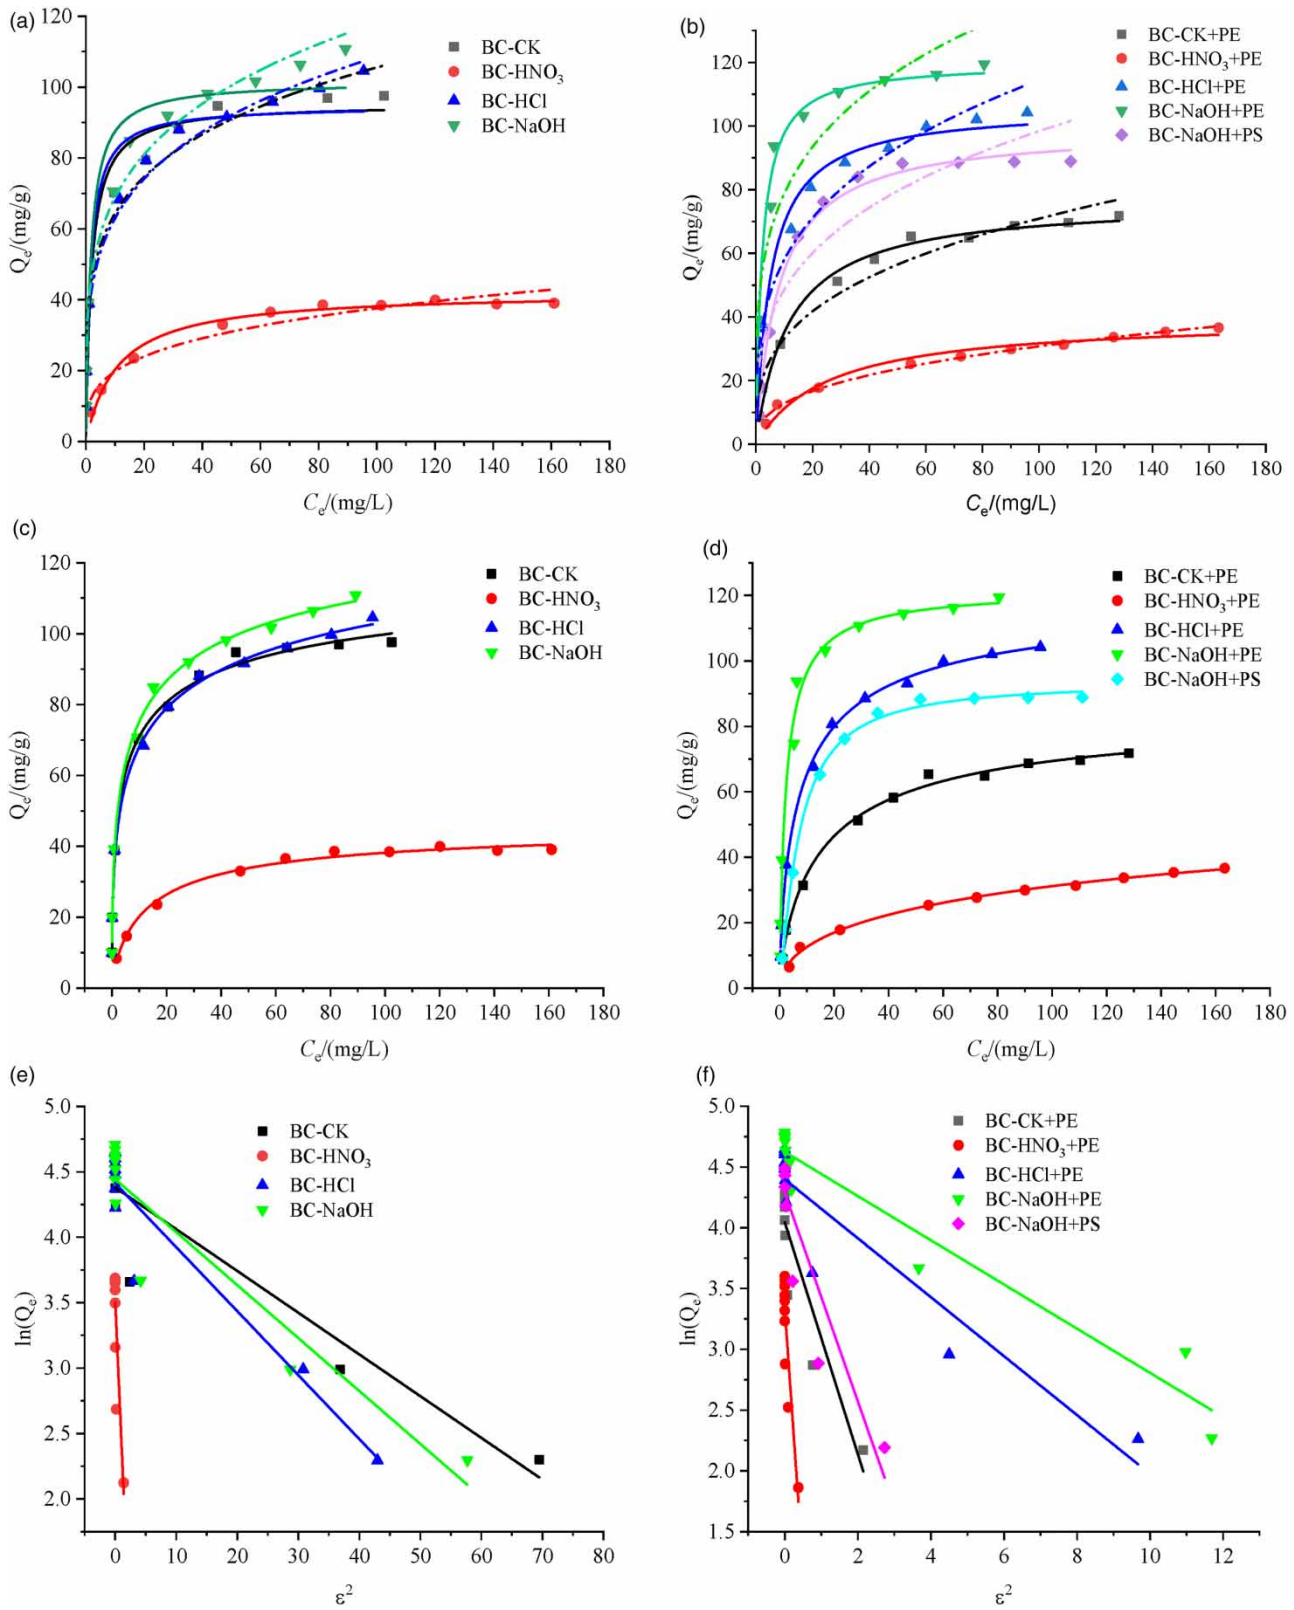 (a)
120
100
80
60
40
20
0
Qe/(mg/g)
BC-CK
BC-HNO3
BC-HCl
BC-NaOH
0 20 40 60 80 100 120 140 160 180
Ce/(mg/L)
(b)
120
100
80
60
40
20
0
Qe/(mg/g)
BC-CK+PE
BC-HNO3+PE
BC-HCl+PE
BC-NaOH+PE
BC-NaOH+PS
0 20 40 60 80 100 120 140 160 180
Ce/(mg/L)
(c)
120
100
80
60
40
20
0
Qe/(mg/g)
BC-CK
BC-HNO3
BC-HCl
BC-NaOH
0 20 40 60 80 100 120 140 160 180
Ce/(mg/L)
(d)
120
100
80
60
40
20
0
Qe/(mg/g)
BC-CK+PE
BC-HNO3+PE
BC-HCl+PE
BC-NaOH+PE
BC-NaOH+PS
0 20 40 60 80 100 120 140 160 180
Ce/(mg/L)
(e)
5.0
4.5
4.0
3.5
3.0
2.5
2.0
ln(Qe)
BC-CK
BC-HNO3
BC-HCl
BC-NaOH
0 10 20 30 40 50 60 70 80
ε2
(f)
5.0
4.5
4.0
3.5
3.0
2.5
2.0
1.5
ln(Qe)
BC-CK+PE
BC-HNO3+PE
BC-HCl+PE
BC-NaOH+PE
BC-NaOH+PS
0 2 4 6 8 10 12
ε2